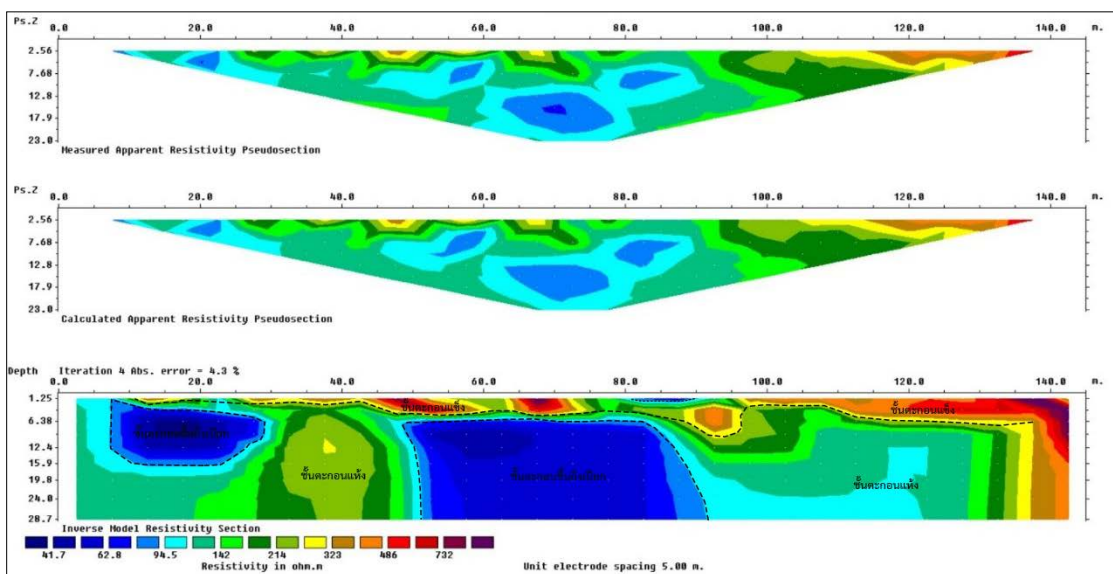 Ps.Z 0.0 20.0 40.0 60.0 80.0 100.0 120.0 140.0 m.
2.56
7.68
12.8
17.9
23.0
Measured Apparent Resistivity Pseudosection
Ps.Z 0.0 20.0 40.0 60.0 80.0 100.0 120.0 140.0 m.
2.56
7.68
12.8
17.9
23.0
Calculated Apparent Resistivity Pseudosection
Depth Iteration 4 Abs. error = 4.3 %
0.0 20.0 40.0 60.0 80.0 100.0 120.0 140.0 m.
1.25
ชั้นตะกอนแข็ง ชั้นตะกอนแข็ง
6.38
12.4
15.9
19.8 ชั้นตะกอนแห้ง ชั้นตะกอนแห้ง
24.0
28.7
Inverse Model Resistivity Section
41.7 62.8 94.5 142 214 323 486 732
Resistivity in ohm.m Unit electrode spacing 5.00 m.